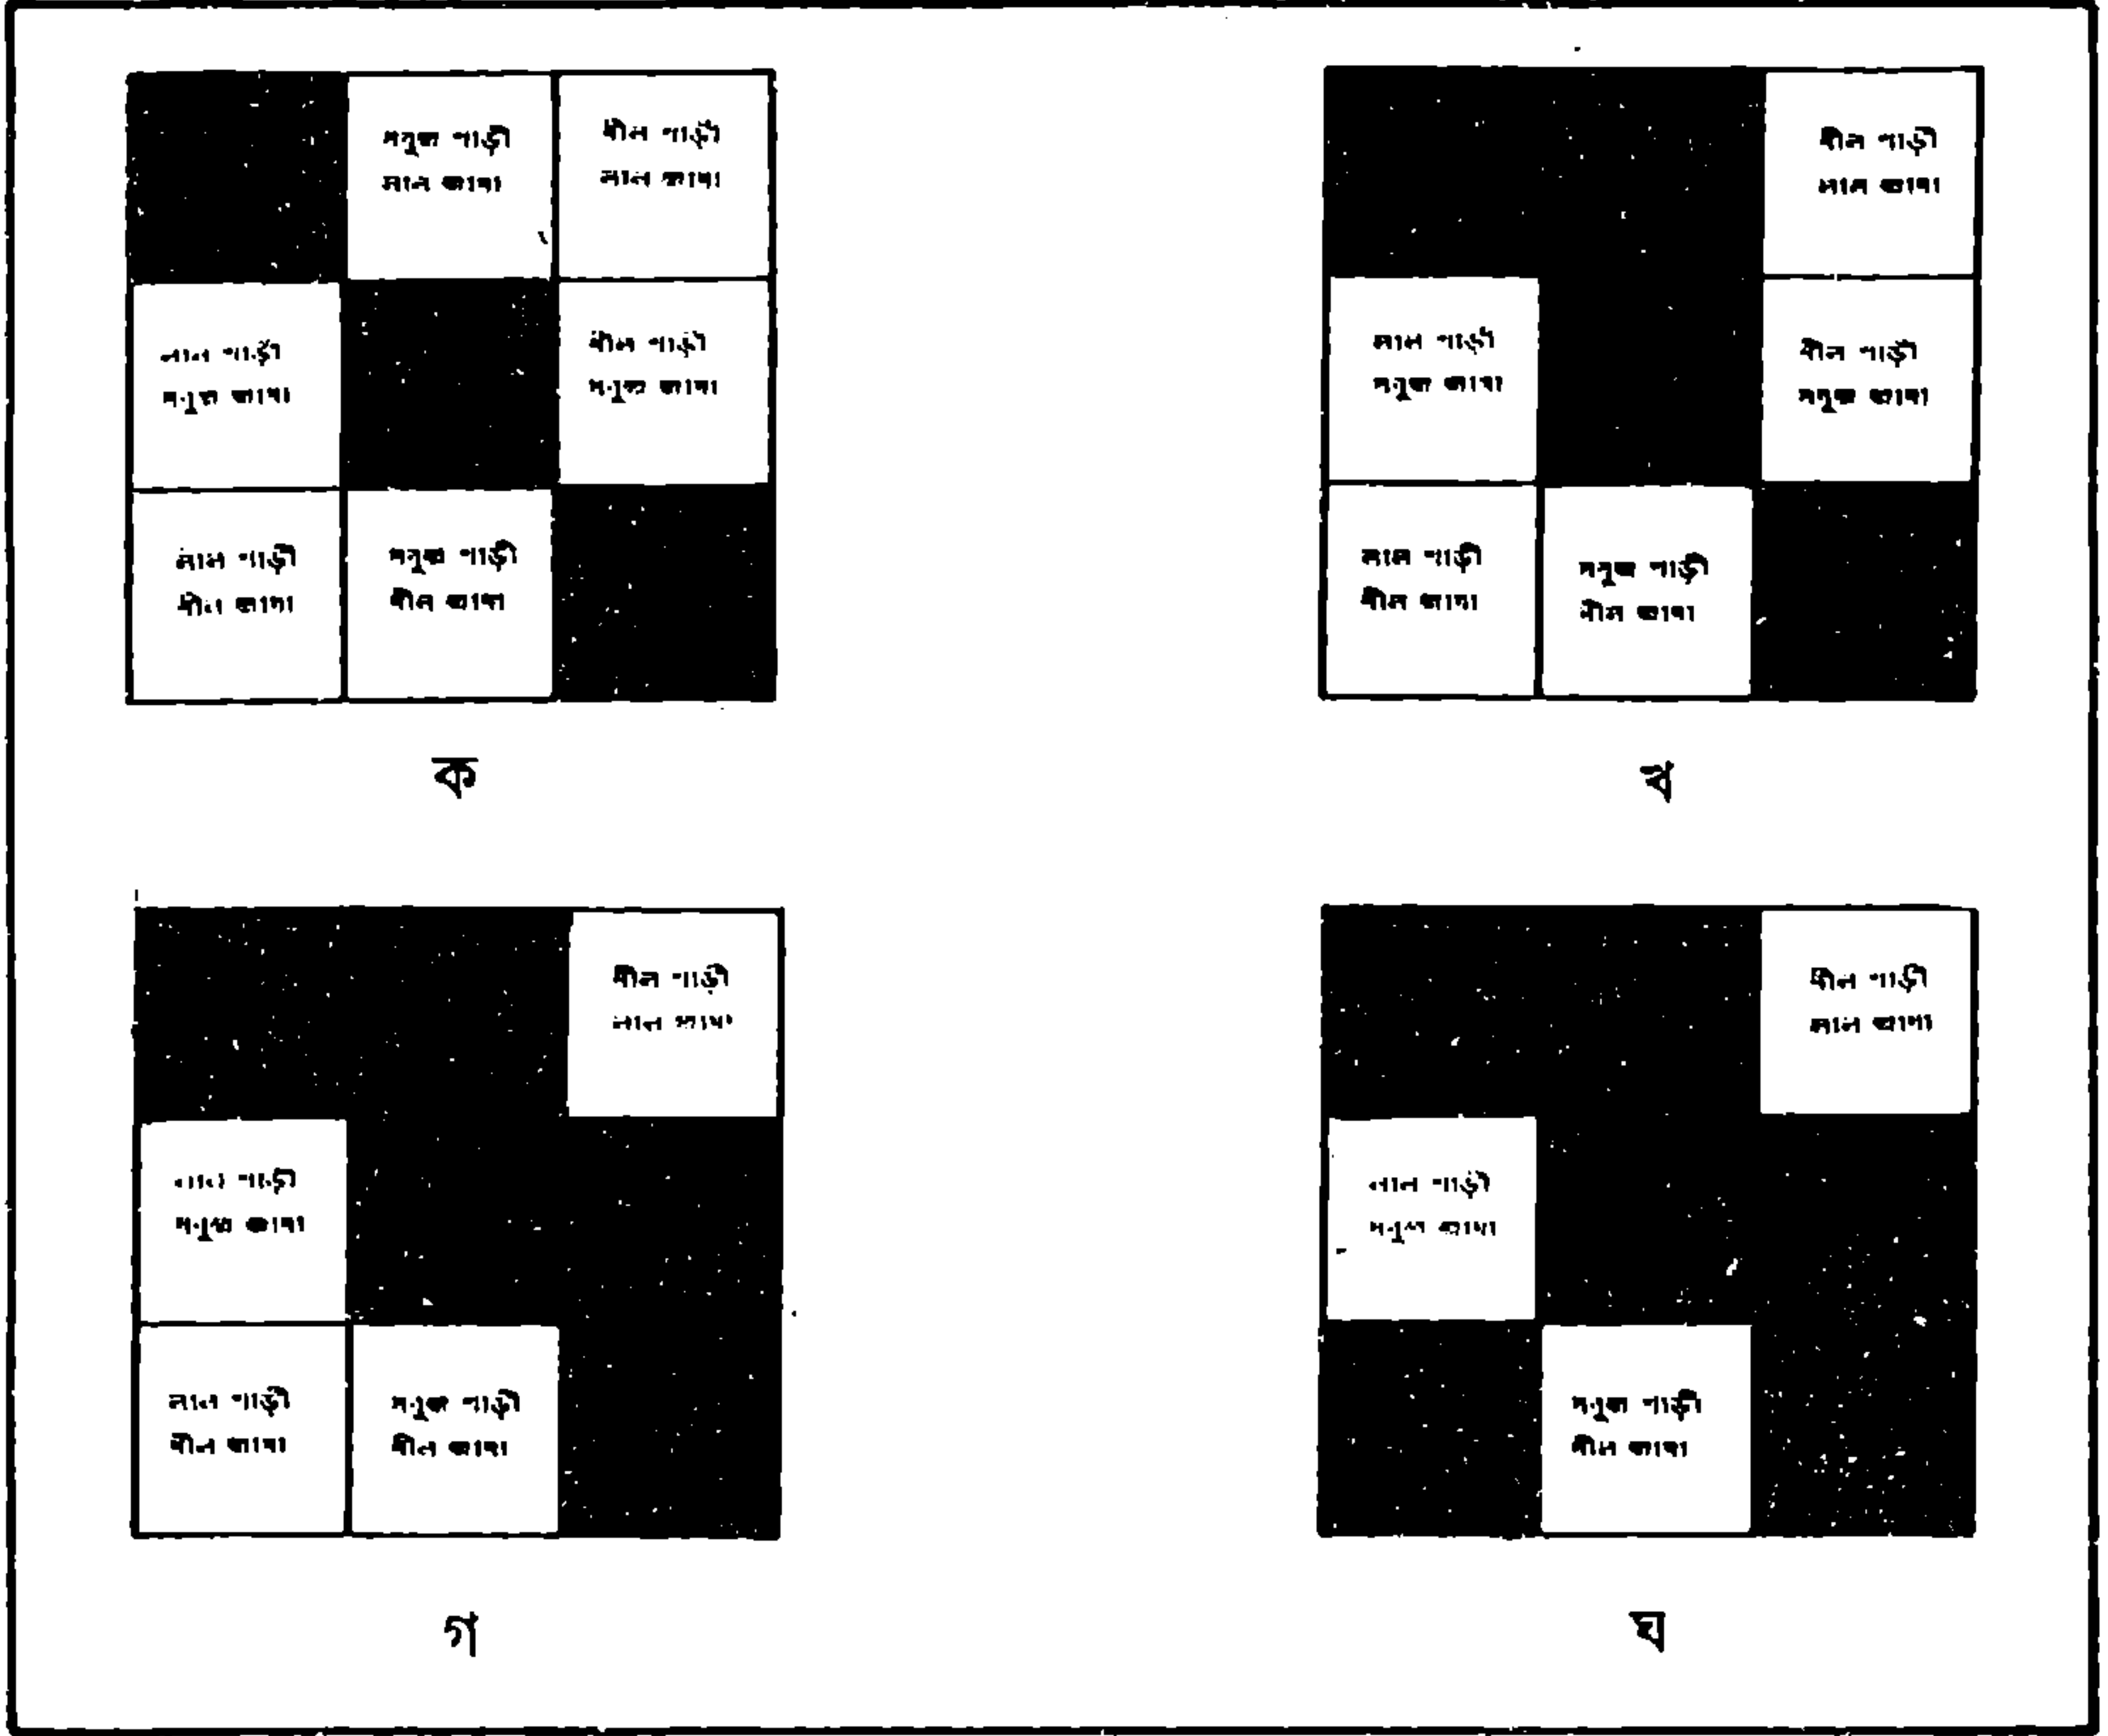 সবুজ শাড়ী
লাল জামা
নীল শাড়ী
লাল জামা
লাল শাড়ী
সবুজ জামা
নীল শাড়ী
সবুজ জামা
লাল শাড়ী
নীল জামা
সবুজ শাড়ী
নীল জামা
ক
নীল শাড়ী
লাল জামা
লাল শাড়ী
সবুজ জামা
নীল শাড়ী
সবুজ জামা
লাল শাড়ী
নীল জামা
সবুজ শাড়ী
নীল জামা
খ
নীল শাড়ী
লাল জামা
লাল শাড়ী
সবুজ জামা
লাল শাড়ী
নীল জামা
সবুজ শাড়ী
নীল জামা
গ
নীল শাড়ী
লাল জামা
লাল শাড়ী
সবুজ জামা
সবুজ শাড়ী
নীল জামা
ঘ